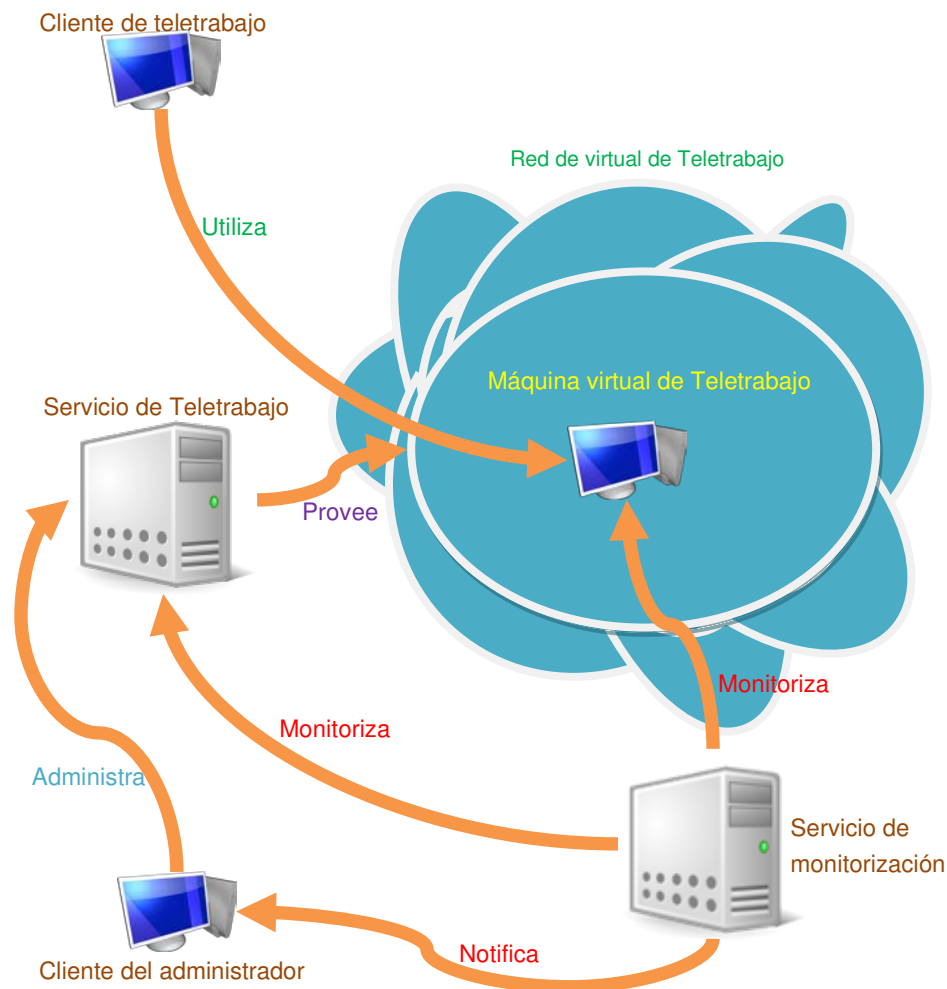 Cliente de teletrabajo
Red de virtual de Teletrabajo
Utiliza
Máquina virtual de Teletrabajo
Servicio de Teletrabajo
Provee
Monitoriza
Monitoriza
Administra
Servicio de
monitorización
Notifica
Cliente del administrador